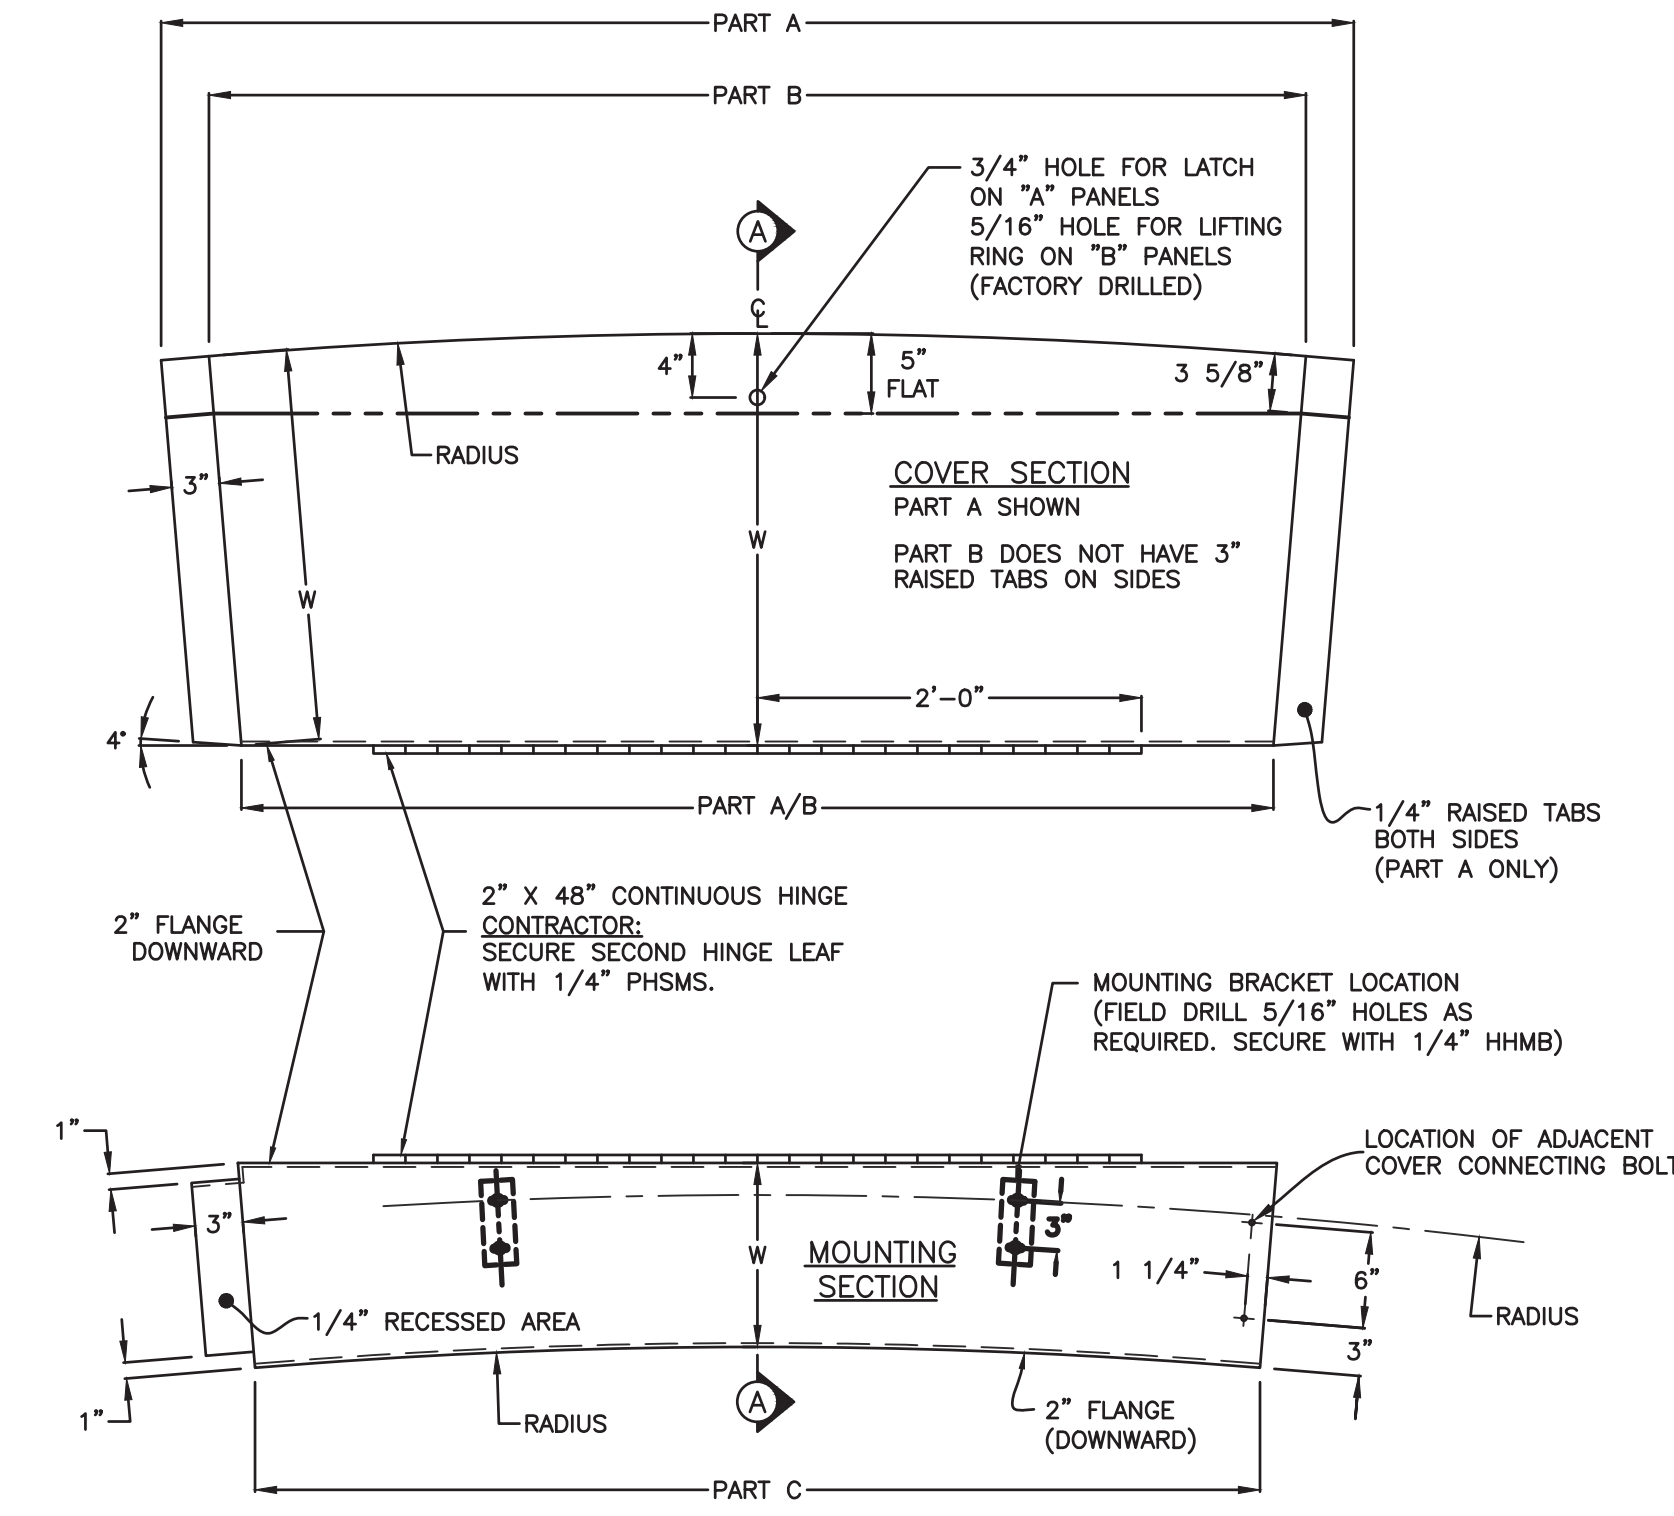 PART A
PART B
3/4" HOLE FOR LATCH
ON "A" PANELS
5/16" HOLE FOR LIFTING
RING ON "B" PANELS
(FACTORY DRILLED)
A
℄
4"
5"
FLAT
3 5/8"
RADIUS
3"
COVER SECTION
PART A SHOWN
PART B DOES NOT HAVE 3"
RAISED TABS ON SIDES
W
W
2'-0"
4°
PART A/B
1/4" RAISED TABS
BOTH SIDES
(PART A ONLY)
2" FLANGE
DOWNWARD
2" X 48" CONTINUOUS HINGE
CONTRACTOR:
SECURE SECOND HINGE LEAF
WITH 1/4" PHSMS.
MOUNTING BRACKET LOCATION
(FIELD DRILL 5/16" HOLES AS
REQUIRED. SECURE WITH 1/4" HHMB)
1"
LOCATION OF ADJACENT
COVER CONNECTING BOLT
3"
3"
W
MOUNTING
SECTION
1 1/4"
6"
RADIUS
1/4" RECESSED AREA
3"
1"
RADIUS
A
2" FLANGE
(DOWNWARD)
PART C